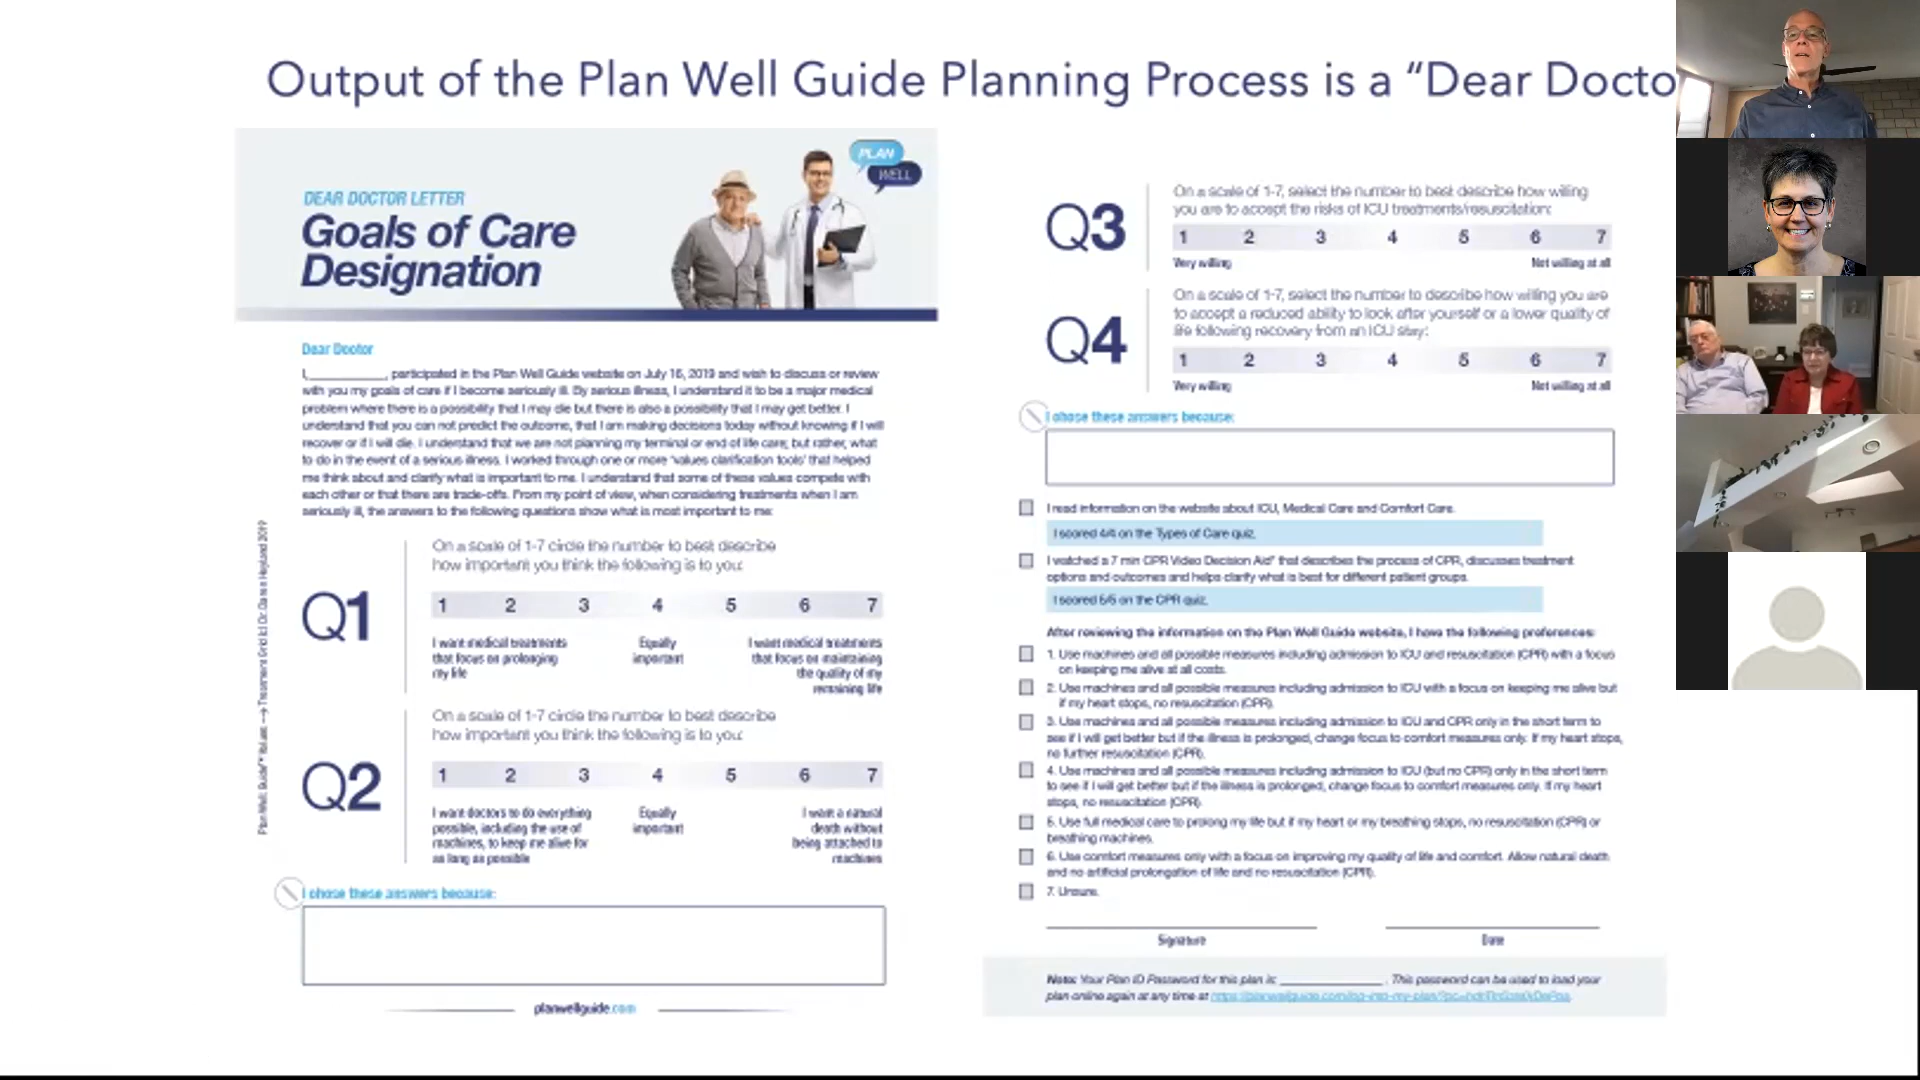 Output of the Plan Well Guide Planning Process is a “Dear Docto
PLAN
WELL
DEAR DOCTOR LETTER
Goals of Care
Designation
Dear Doctor
I,____________, participated in the Plan Well Guide website on July 16, 2019 and wish to discuss or review
with you my goals of care if I become seriously ill. By serious illness, I understand it to be a major medical
problem where there is a possibility that I may die but there is also a possibility that I may get better. I
understand that you can not predict the outcome, that I am making decisions today without knowing if I will
recover or if I will die. I understand that we are not planning my terminal or end of life care; but rather, what
to do in the event of a serious illness. I worked through one or more 'values clarification tools' that helped
me think about and clarify what is important to me. I understand that some of these values compete with
each other or that there are trade-offs. From my point of view, when considering treatments when I am
seriously ill, the answers to the following questions show what is most important to me:
Q1
On a scale of 1-7 circle the number to best describe
how important you think the following is to you:
1 2 3 4 5 6 7
I want medical treatments
that focus on prolonging
my life
Equally
important
I want medical treatments
that focus on maintaining
the quality of my
remaining life
Q2
On a scale of 1-7 circle the number to best describe
how important you think the following is to you:
1 2 3 4 5 6 7
I want doctors to do everything
possible, including the use of
machines, to keep me alive for
as long as possible
Equally
important
I want a natural
death without
being attached to
machines
I chose these answers because:
planwellguide.com
Q3
On a scale of 1-7, select the number to best describe how willing
you are to accept the risks of ICU treatments/resuscitation:
1 2 3 4 5 6 7
Very willing
Not willing at all
Q4
On a scale of 1-7, select the number to describe how willing you are
to accept a reduced ability to look after yourself or a lower quality of
life following recovery from an ICU stay:
1 2 3 4 5 6 7
Very willing
Not willing at all
I chose these answers because:
I read information on the website about ICU, Medical Care and Comfort Care.
I scored 4/4 on the Types of Care quiz.
I watched a 7 min CPR Video Decision Aid" that describes the process of CPR, discusses treatment
options and outcomes and helps clarify what is best for different patient groups.
I scored 5/5 on the CPR quiz.
After reviewing the information on the Plan Well Guide website, I have the following preferences:
1. Use machines and all possible measures including admission to ICU and resuscitation (CPR) with a focus
on keeping me alive at all costs.
2. Use machines and all possible measures including admission to ICU with a focus on keeping me alive but
if my heart stops, no resuscitation (CPR).
3. Use machines and all possible measures including admission to ICU and CPR only in the short term to
see if I will get better but if the illness is prolonged, change focus to comfort measures only. If my heart stops,
no further resuscitation (CPR).
4. Use machines and all possible measures including admission to ICU (but no CPR) only in the short term
to see if I will get better but if the illness is prolonged, change focus to comfort measures only. If my heart
stops, no resuscitation (CPR).
5. Use full medical care to prolong my life but if my heart or my breathing stops, no resuscitation (CPR) or
breathing machines.
6. Use comfort measures only with a focus on improving my quality of life and comfort. Allow natural death
and no artificial prolongation of life and no resuscitation (CPR).
7. Unsure.
Signature
Date
Note: Your Plan ID Password for this plan is: ________________. This password can be used to load your
plan online again at any time at